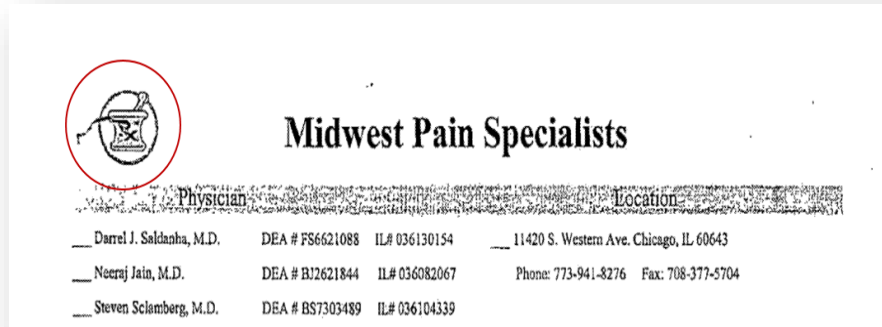 Rx
Midwest Pain Specialists
Physician Location
___ Darrel J. Saldanha, M.D. DEA # FS6621088 IL# 036130154 ___ 11420 S. Western Ave. Chicago, IL 60643
___ Neeraj Jain, M.D. DEA # BJ2621844 IL# 036082067 Phone: 773-941-8276 Fax: 708-377-5704
___ Steven Sclamberg, M.D. DEA # BS7303489 IL# 036104339